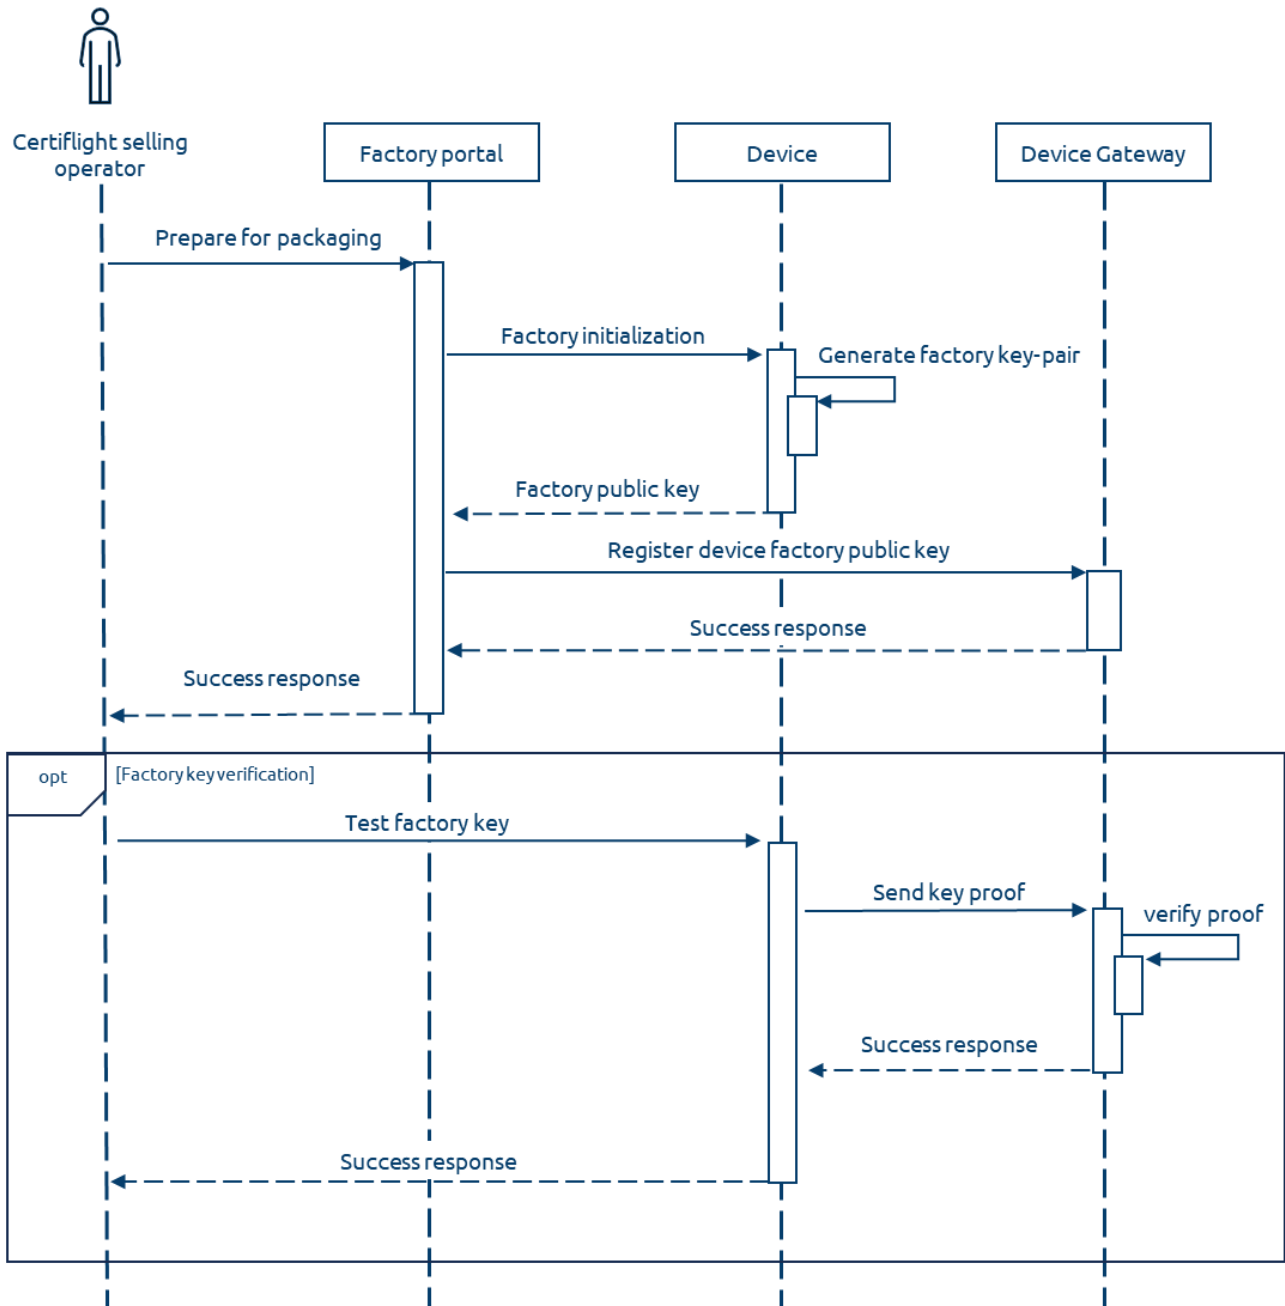 Certiflight selling
operator
Factory portal
Device
Device Gateway
Prepare for packaging
Factory initialization
Generate factory key-pair
Factory public key
Register device factory public key
Success response
Success response
opt
[Factory key verification]
Test factory key
Send key proof
verify proof
Success response
Success response